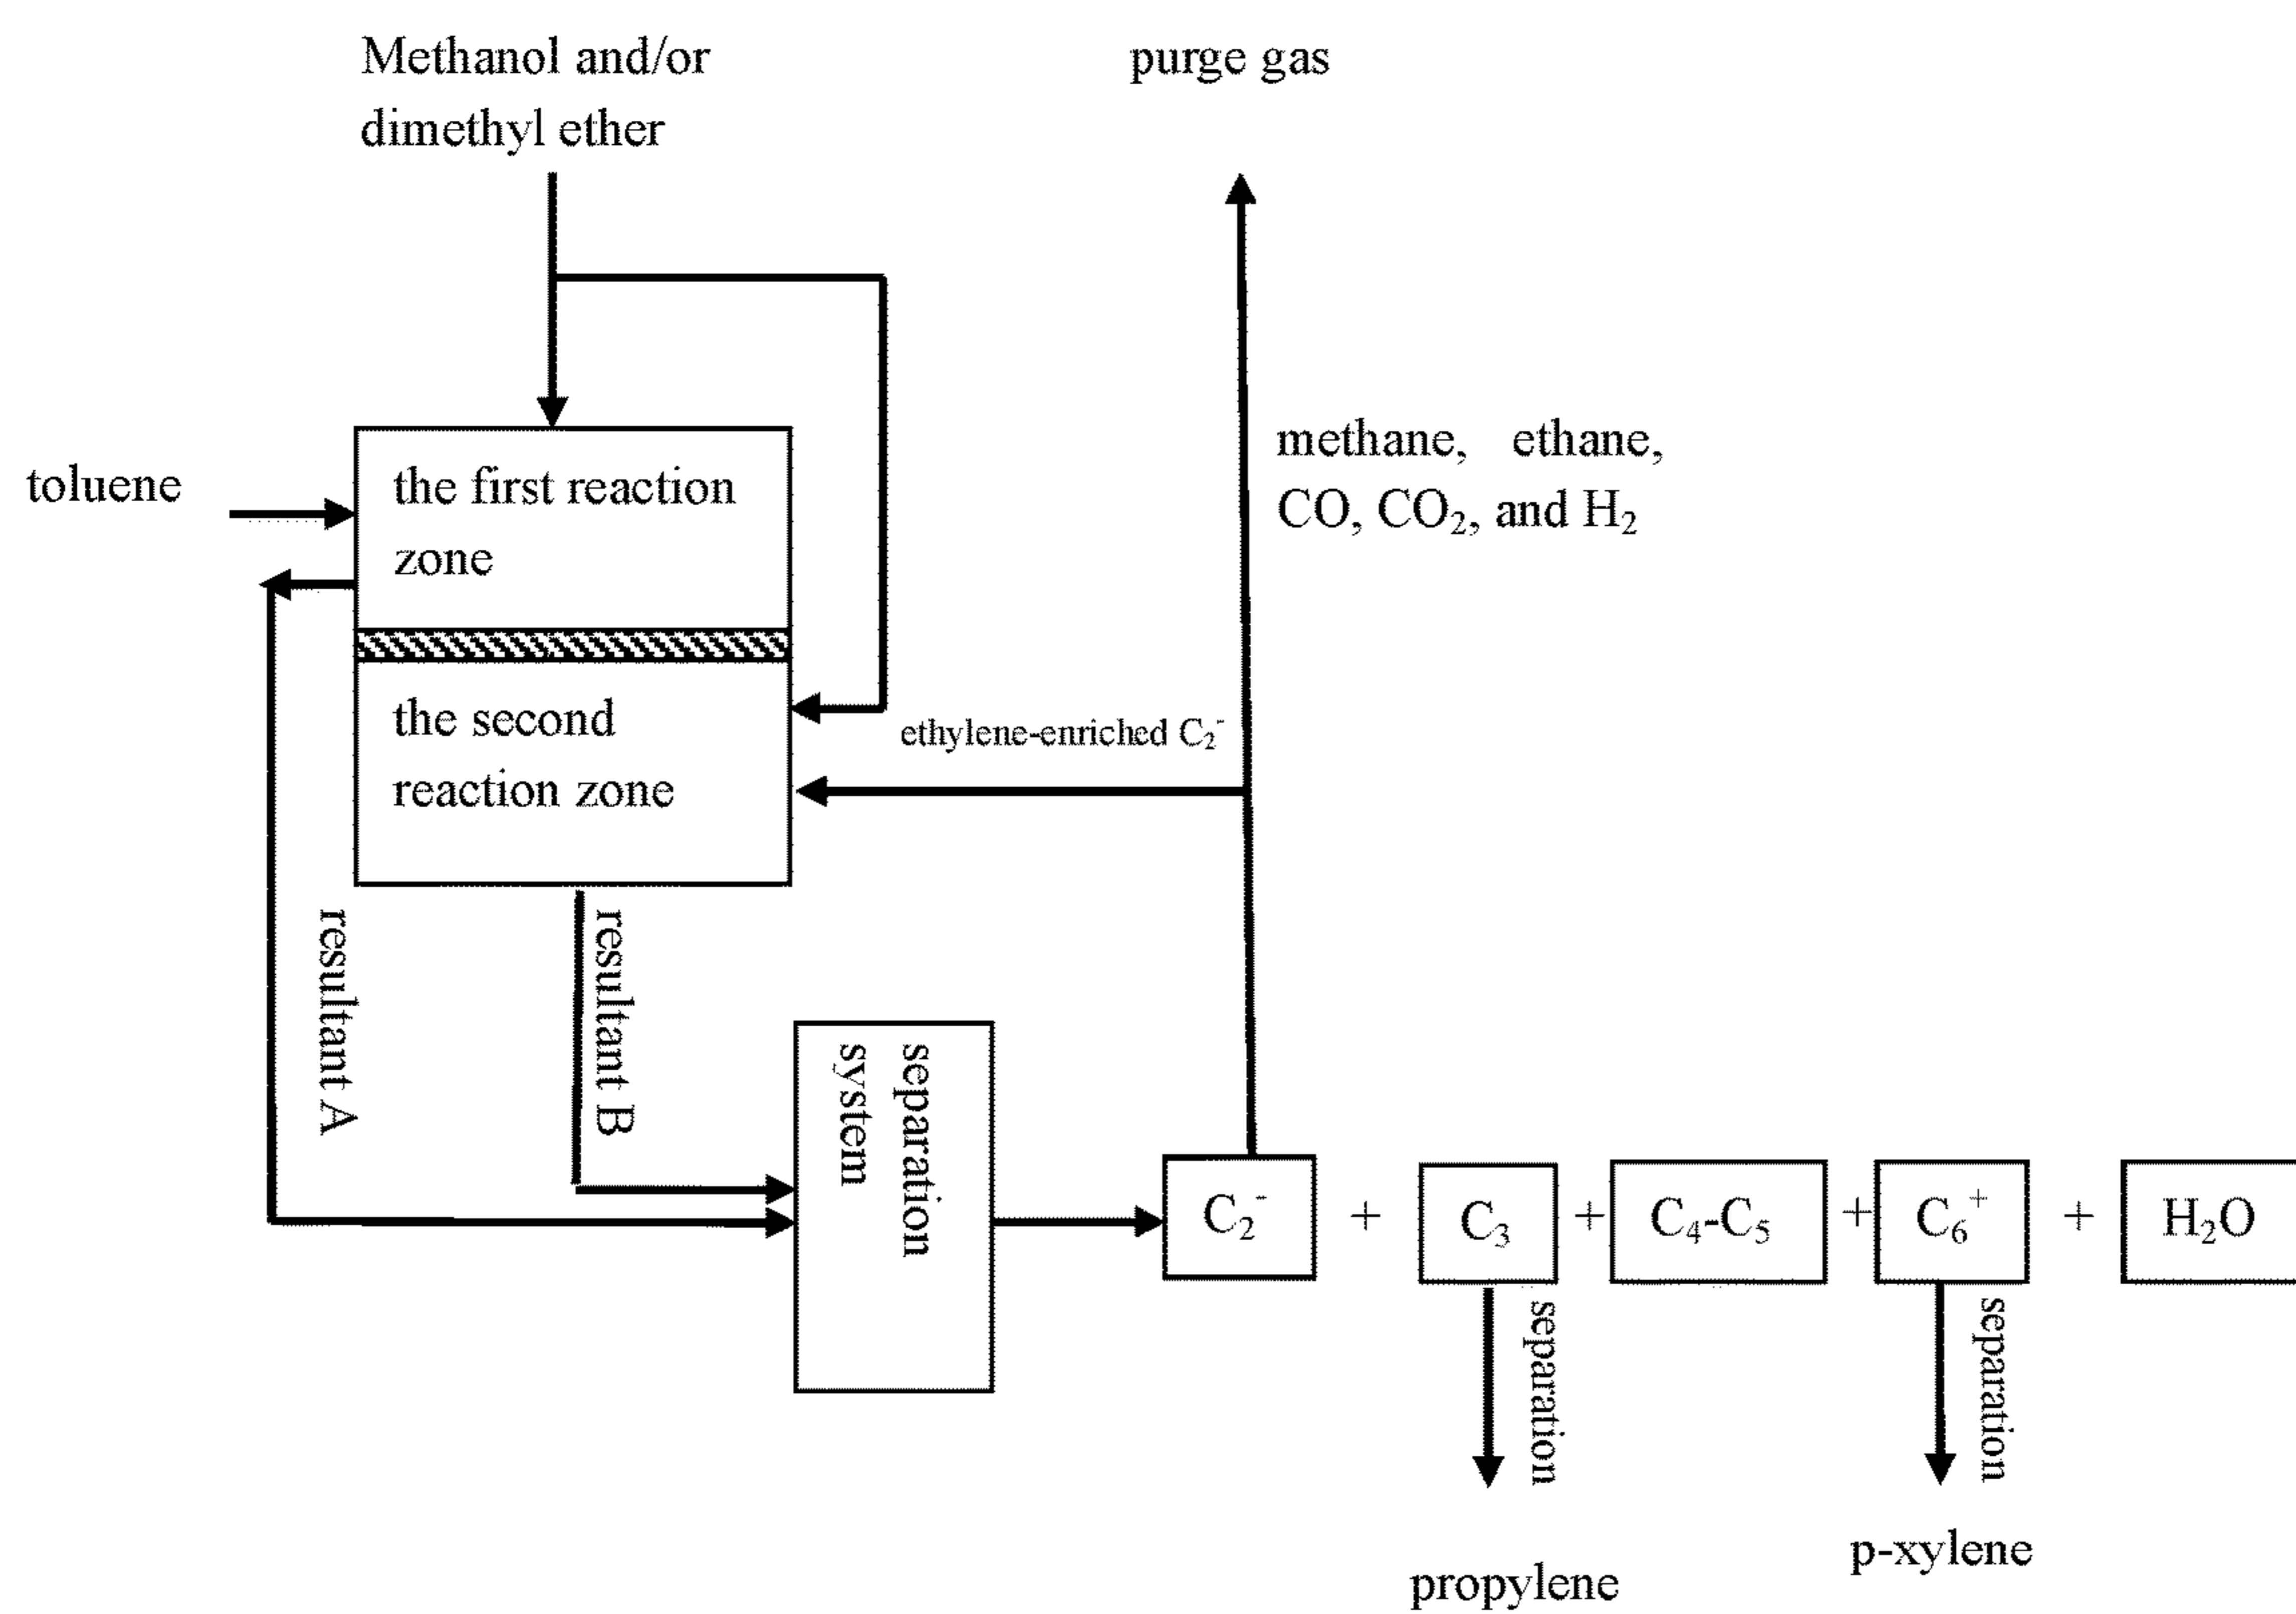 Methanol and/or
dimethyl ether
purge gas
toluene
the first reaction
zone
methane, ethane,
CO, CO₂, and H₂
the second
reaction zone
ethylene-enriched C₂⁻
resultant A
resultant B
separation
system
C₂⁻ + C₃ + C₄-C₅ + C₆⁺ + H₂O
separation
separation
propylene
p-xylene